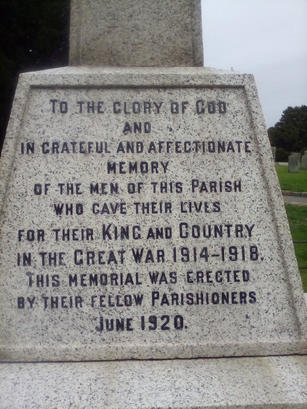 To the glory of God
and
in grateful and affectionate
memory
of the men of this Parish
who gave their lives
for their King and Country
in the Great War 1914-1918.
This memorial was erected
by their fellow Parishioners
June 1920.